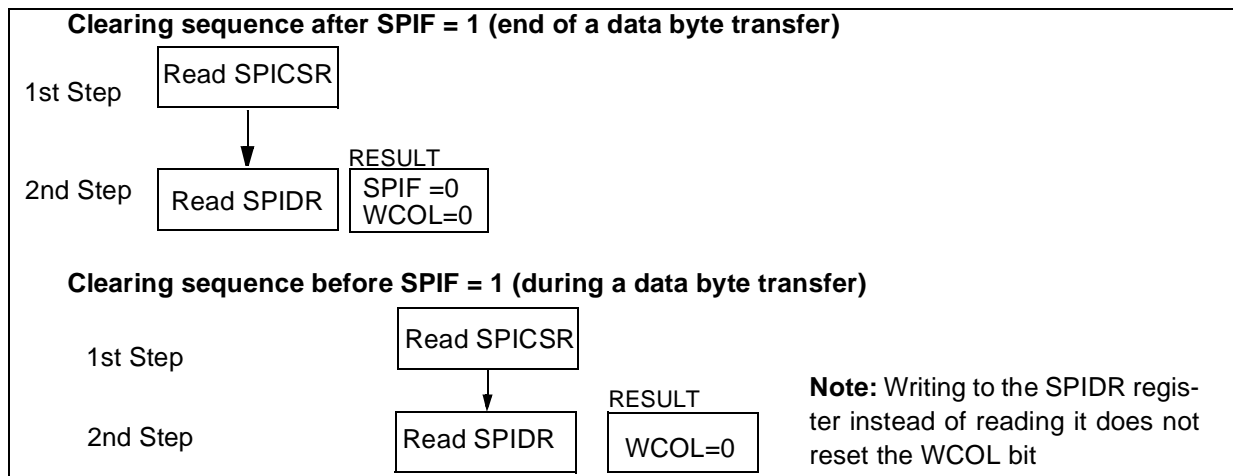 Clearing sequence after SPIF = 1 (end of a data byte transfer)
1st Step
Read SPICSR
RESULT
2nd Step
Read SPIDR
SPIF =0
WCOL=0
Clearing sequence before SPIF = 1 (during a data byte transfer)
1st Step
Read SPICSR
RESULT
2nd Step
Read SPIDR
WCOL=0
Note: Writing to the SPIDR regis-
ter instead of reading it does not
reset the WCOL bit